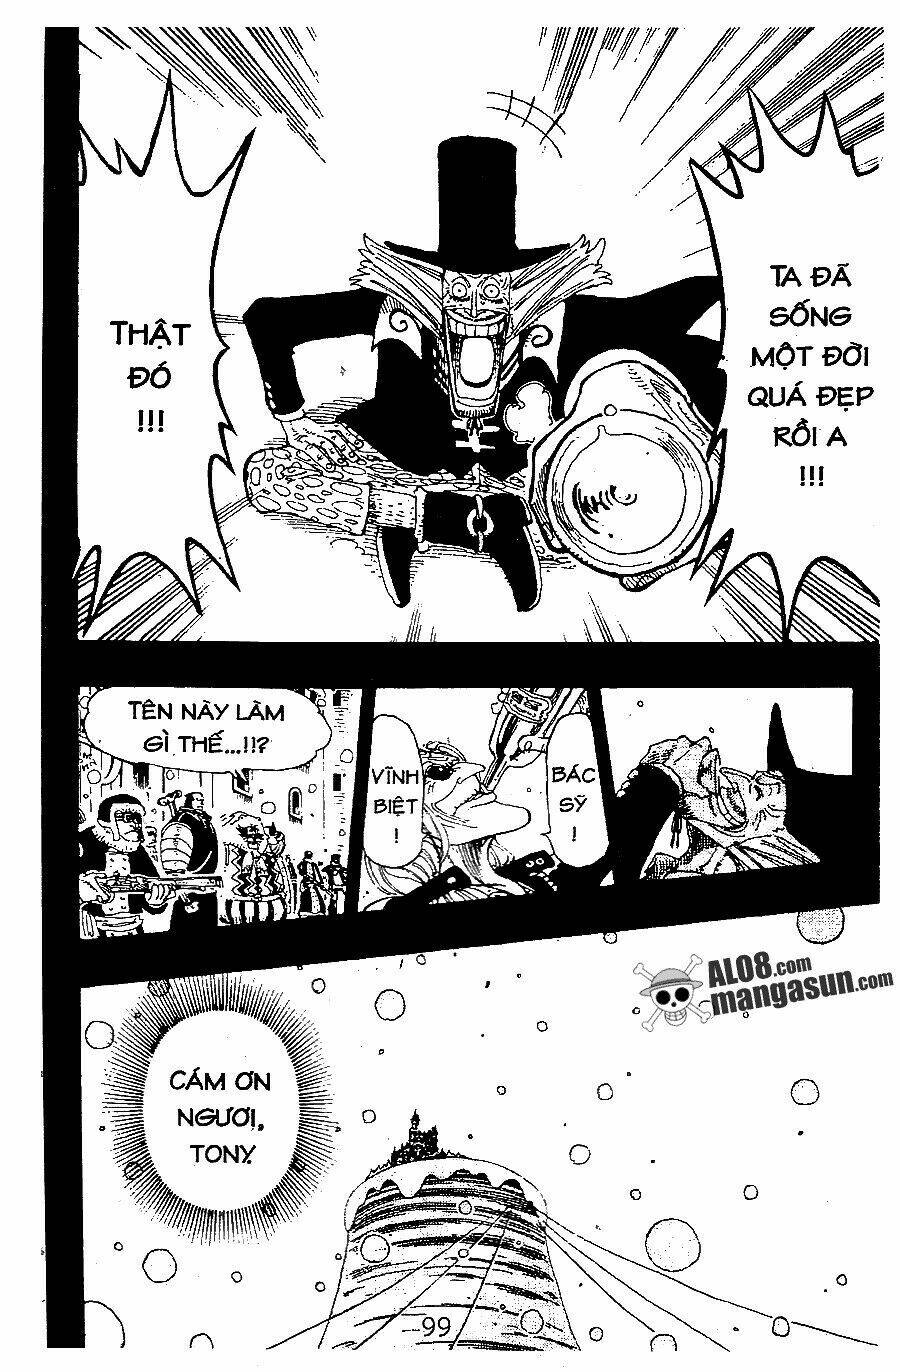 TA ĐÃ
SỐNG
MỘT ĐỜI
QUÁ ĐẸP
RỒI A
!!!
THẬT
ĐÓ
!!!
BÁC
SỸ
!
VĨNH
BIỆT
!
TÊN NÀY LÀM
GÌ THẾ...!!?
CÁM ƠN
NGƯƠI,
TONY.
AL08.com
mangasun.com
99